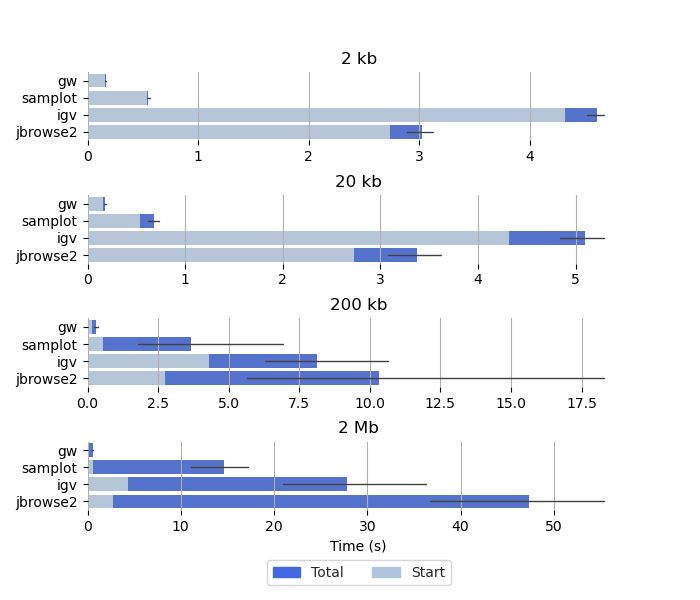 2 kb
gw
samplot
igv
jbrowse2
0 1 2 3 4
20 kb
gw
samplot
igv
jbrowse2
0 1 2 3 4 5
200 kb
gw
samplot
igv
jbrowse2
0.0 2.5 5.0 7.5 10.0 12.5 15.0 17.5
2 Mb
gw
samplot
igv
jbrowse2
0 10 20 30 40 50
Time (s)
Total Start